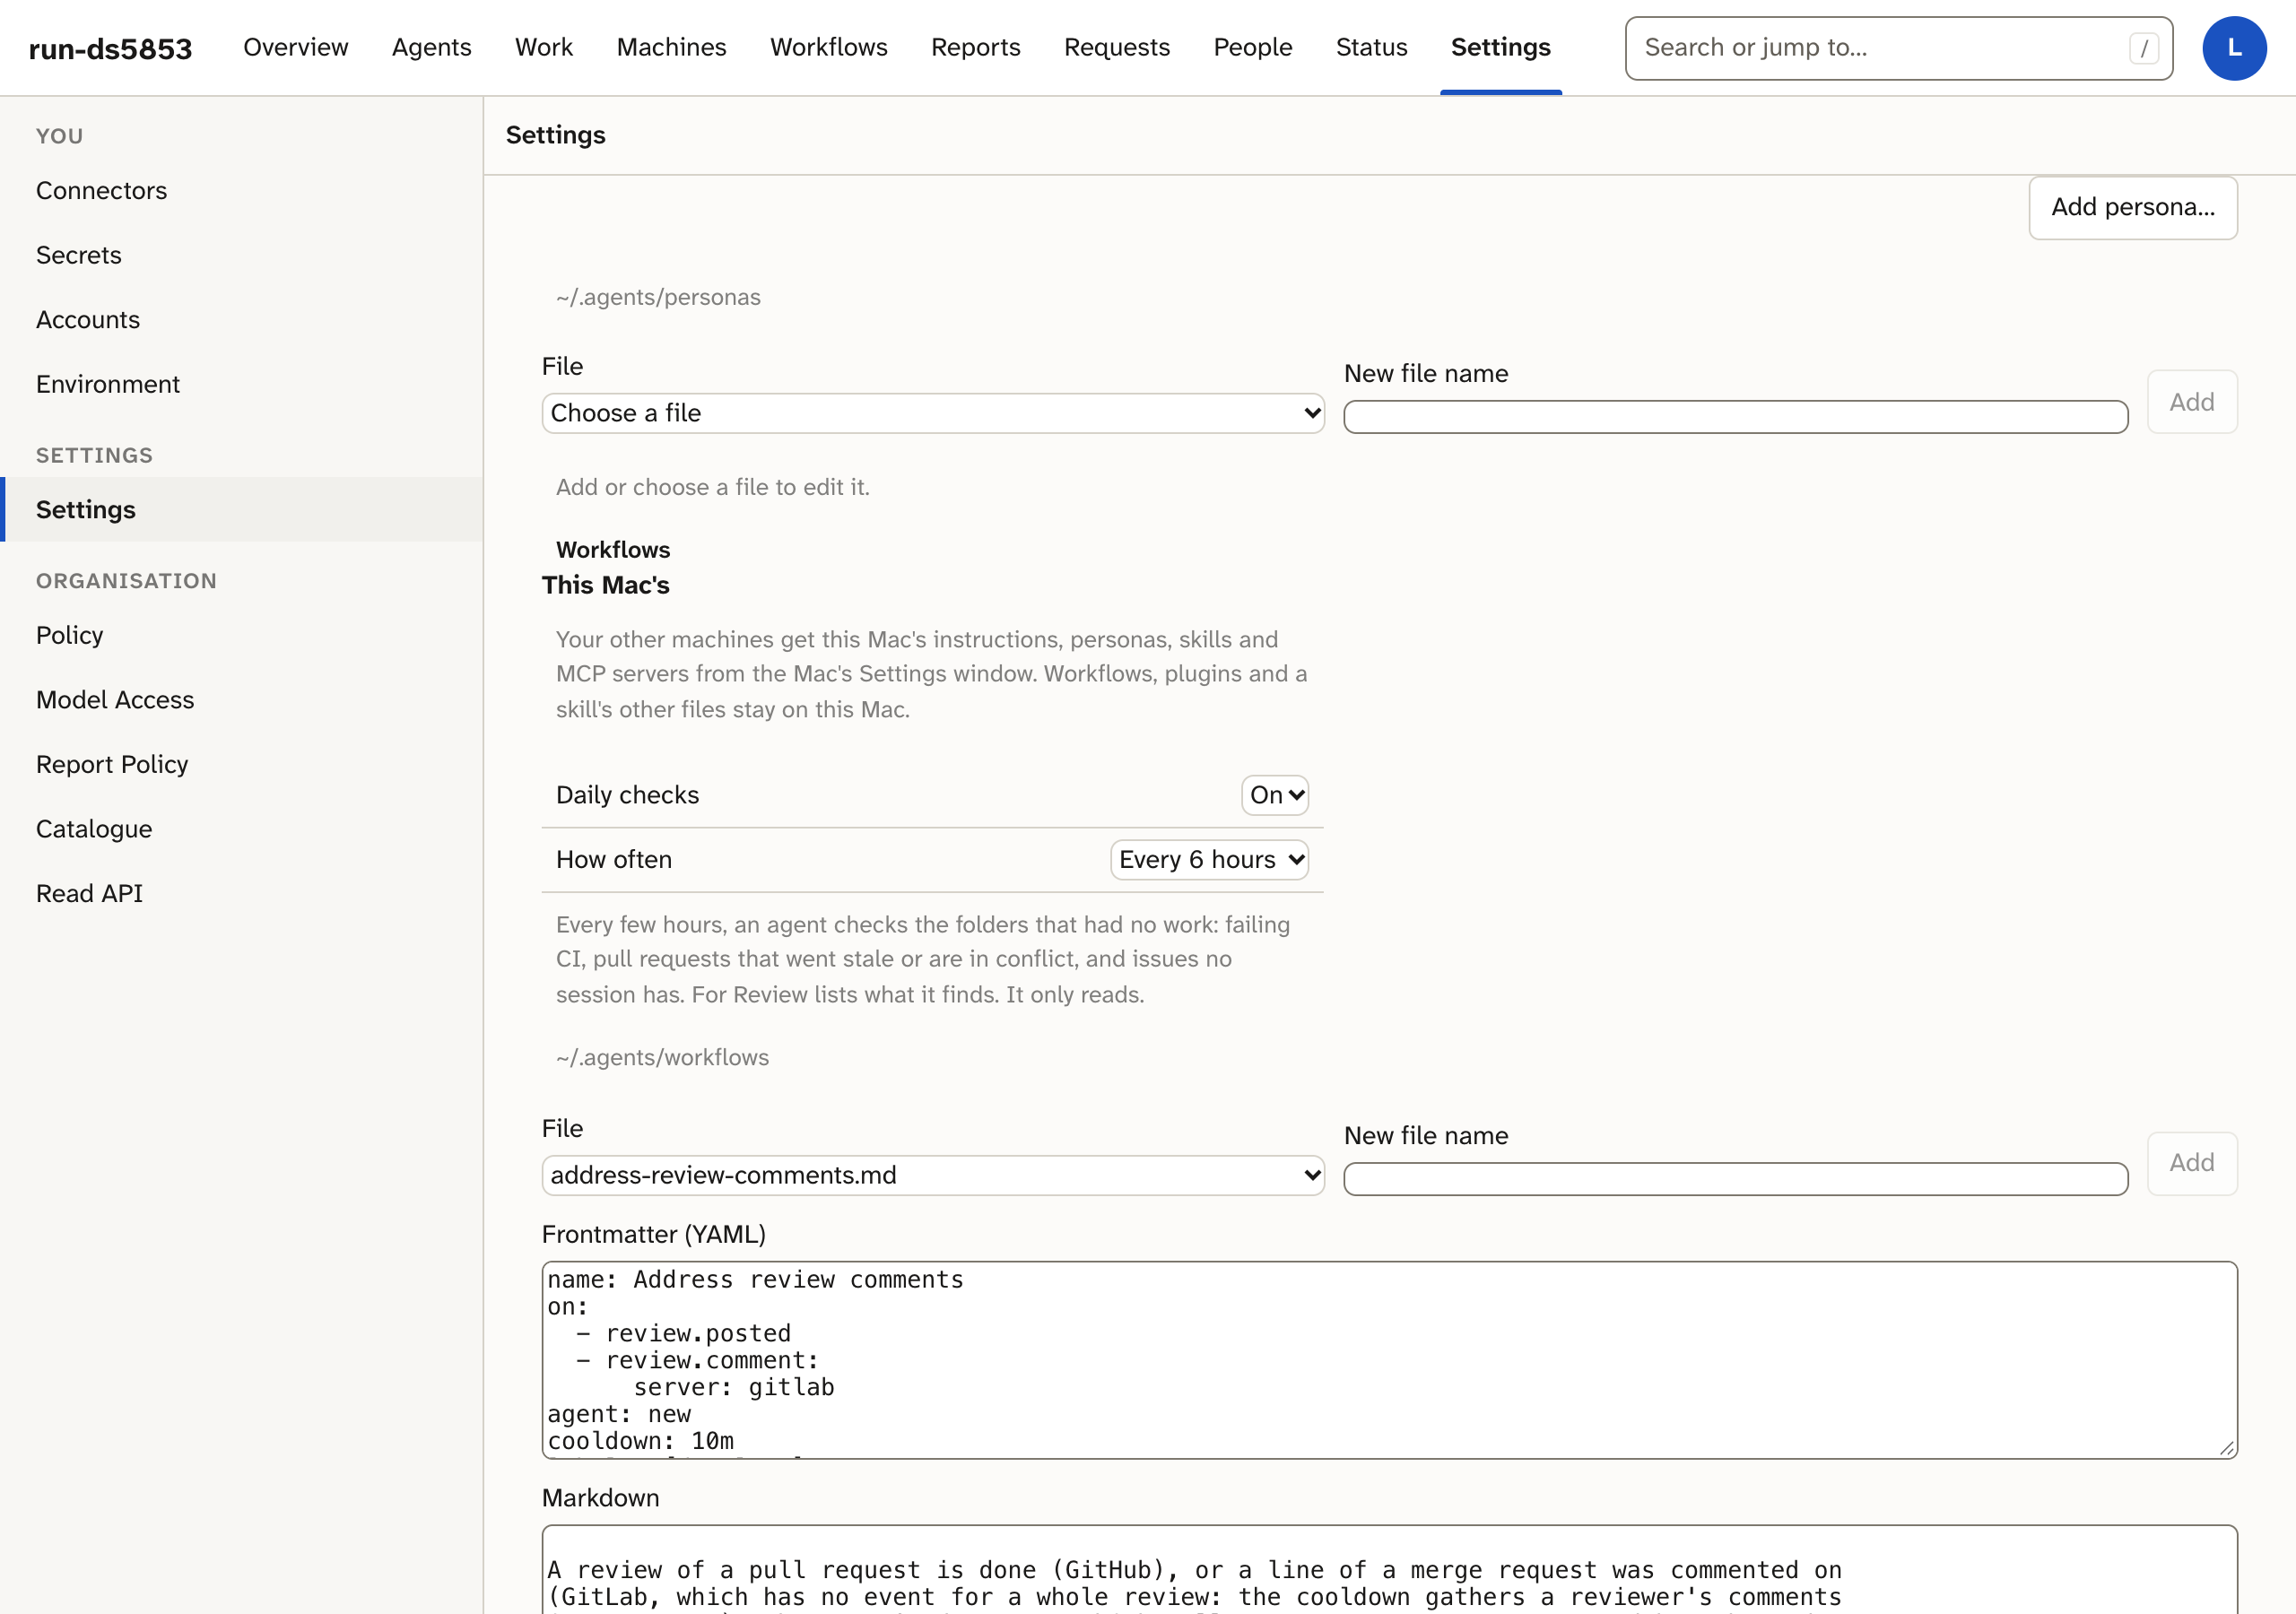 run-ds5853
Overview
Agents
Work
Machines
Workflows
Reports
Requests
People
Status
Settings
Search or jump to...
/
L
YOU
Connectors
Secrets
Accounts
Environment
SETTINGS
Settings
ORGANISATION
Policy
Model Access
Report Policy
Catalogue
Read API
Settings
Add persona...
~/.agents/personas
File
New file name
Choose a file
Add
Add or choose a file to edit it.
Workflows
This Mac's
Your other machines get this Mac's instructions, personas, skills and
MCP servers from the Mac's Settings window. Workflows, plugins and a
skill's other files stay on this Mac.
Daily checks
On
How often
Every 6 hours
Every few hours, an agent checks the folders that had no work: failing
CI, pull requests that went stale or are in conflict, and issues no
session has. For Review lists what it finds. It only reads.
~/.agents/workflows
File
New file name
address-review-comments.md
Add
Frontmatter (YAML)
name: Address review comments
on:
  - review.posted
  - review.comment:
      server: gitlab
agent: new
cooldown: 10m
Markdown
A review of a pull request is done (GitHub), or a line of a merge request was commented on
(GitLab, which has no event for a whole review: the cooldown gathers a reviewer's comments